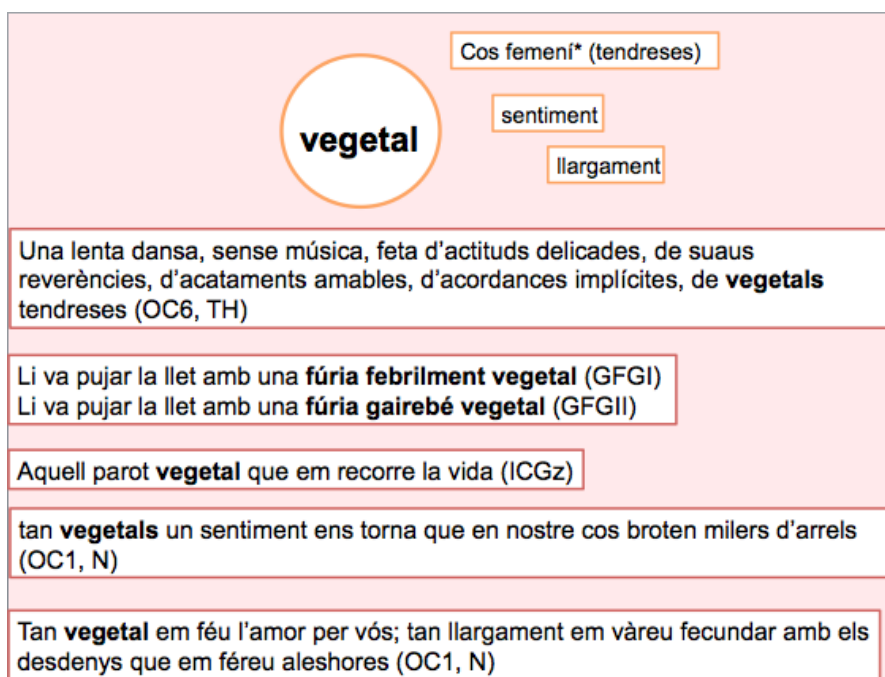 Cos femení* (tendreses)
vegetal
sentiment
llargament
Una lenta dansa, sense música, feta d'actituds delicades, de suaus
reverències, d'acataments amables, d'acordances implícites, de vegetals
tendreses (OC6, TH)
Li va pujar la llet amb una fúria febrilment vegetal (GFGI)
Li va pujar la llet amb una fúria gairebé vegetal (GFGII)
Aquell parot vegetal que em recorre la vida (ICGz)
tan vegetals un sentiment ens torna que en nostre cos broten milers d'arrels
(OC1, N)
Tan vegetal em féu l'amor per vós; tan llargament em vàreu fecundar amb els
desdenys que em féreu aleshores (OC1, N)